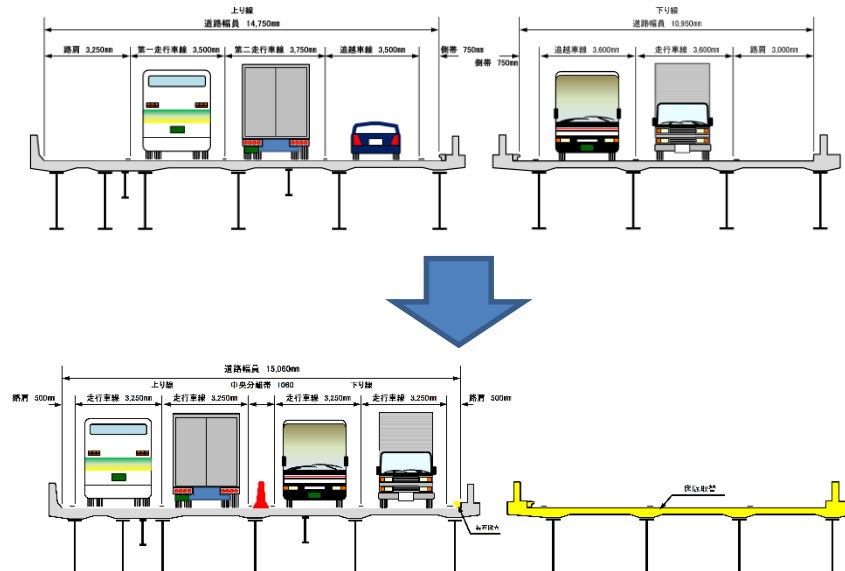 上り線
道路幅員 14,750mm
路肩 3,250mm
第一走行車線 3,500mm
第二走行車線 3,750mm
追越車線 3,500mm
側帯 750mm
下り線
道路幅員 10,950mm
側帯 750mm
追越車線 3,600mm
走行車線 3,600mm
路肩 3,000mm
道路幅員 15,060mm
上り線
中央分離帯 1060
下り線
路肩 500mm
走行車線 3,250mm
走行車線 3,250mm
走行車線 3,250mm
走行車線 3,250mm
路肩 500mm
床版取替